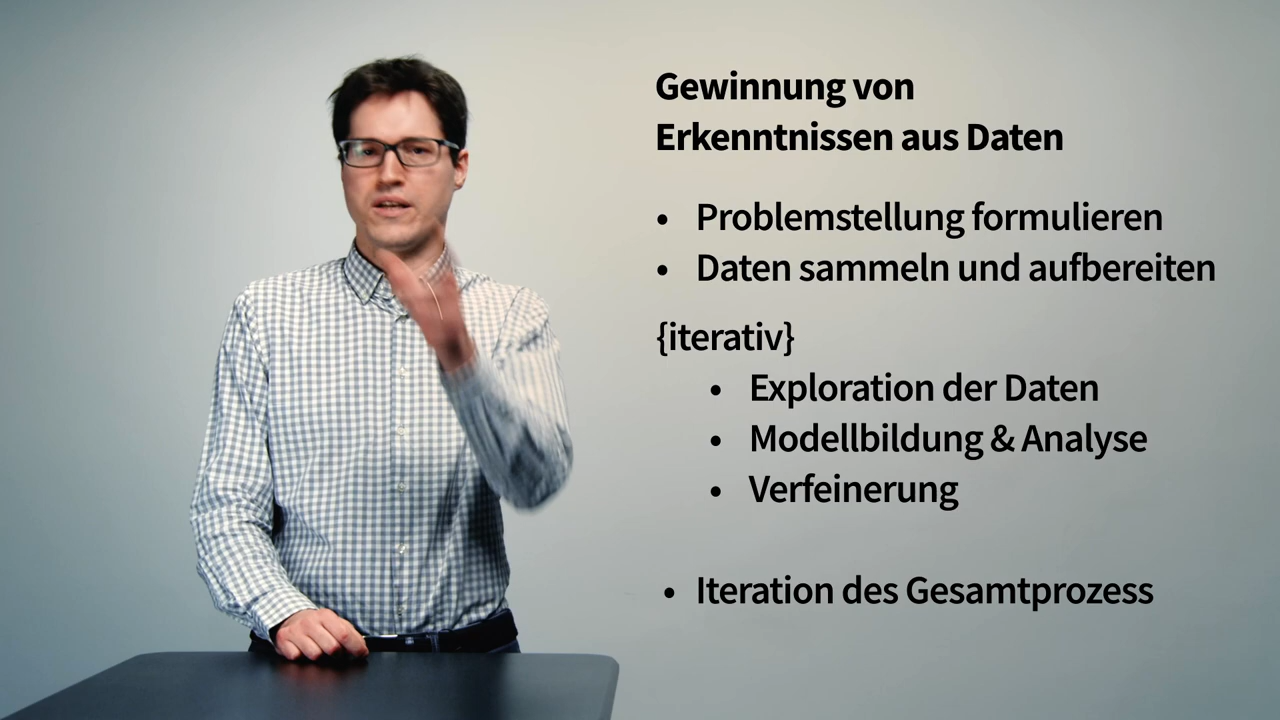 Gewinnung von
Erkenntnissen aus Daten
• Problemstellung formulieren
• Daten sammeln und aufbereiten
{iterativ}
• Exploration der Daten
• Modellbildung & Analyse
• Verfeinerung
• Iteration des Gesamtprozess